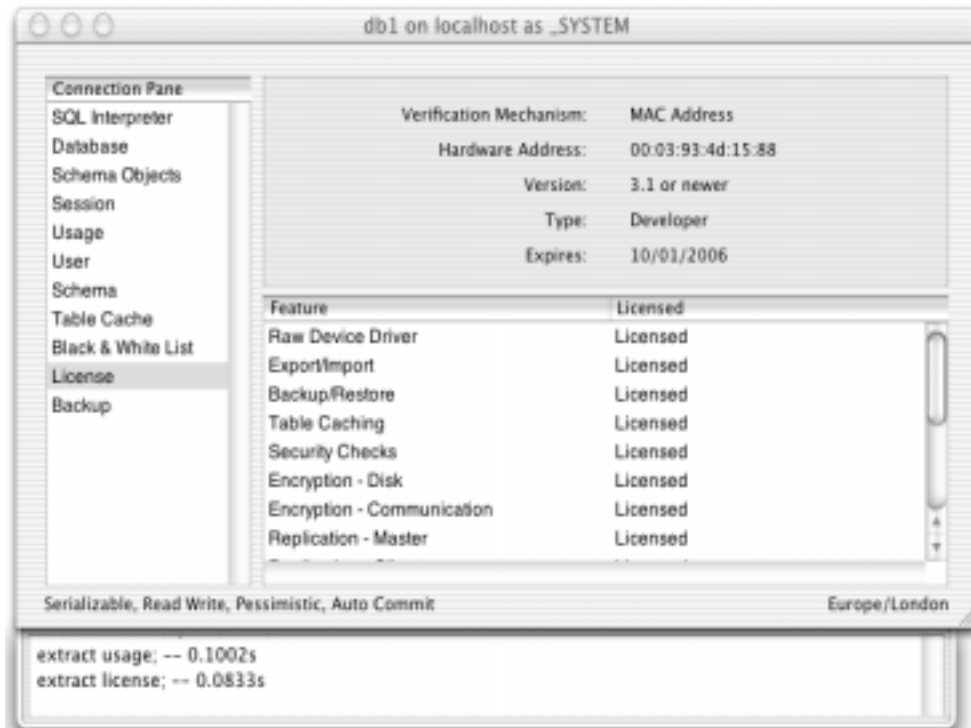 db1 on localhost as _SYSTEM
Connection Pane
SQL Interpreter
Database
Schema Objects
Session
Usage
User
Schema
Table Cache
Black & White List
License
Backup
Verification Mechanism: MAC Address
Hardware Address: 00:03:93:4d:15:88
Version: 3.1 or newer
Type: Developer
Expires: 10/01/2006
Feature Licensed
Raw Device Driver Licensed
Export/Import Licensed
Backup/Restore Licensed
Table Caching Licensed
Security Checks Licensed
Encryption - Disk Licensed
Encryption - Communication Licensed
Replication - Master Licensed
Serializable, Read Write, Pessimistic, Auto Commit Europe/London
extract usage; -- 0.1002s
extract license; -- 0.0833s